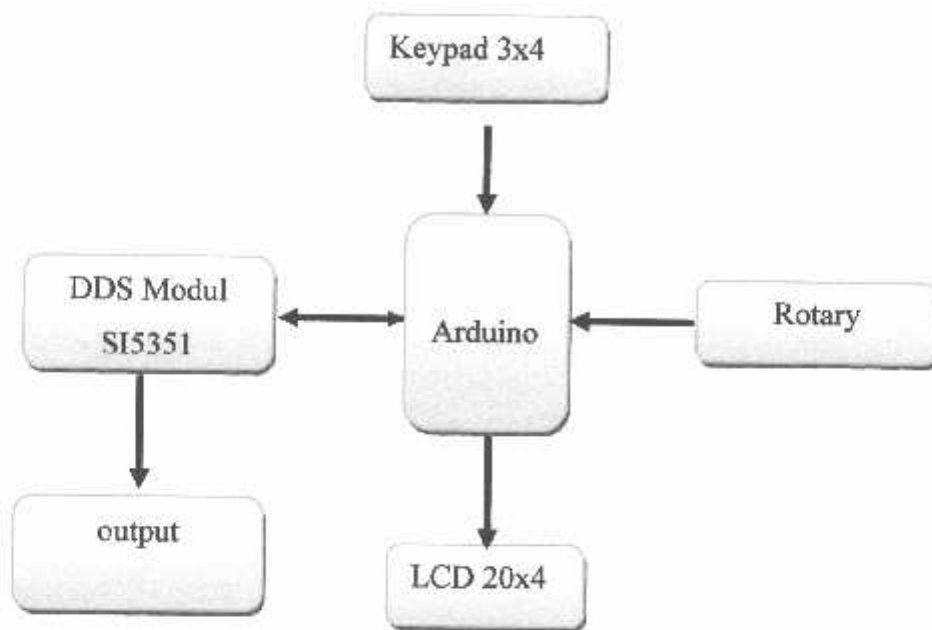 Keypad 3x4
DDS Modul
SI5351
Arduino
Rotary
output
LCD 20x4